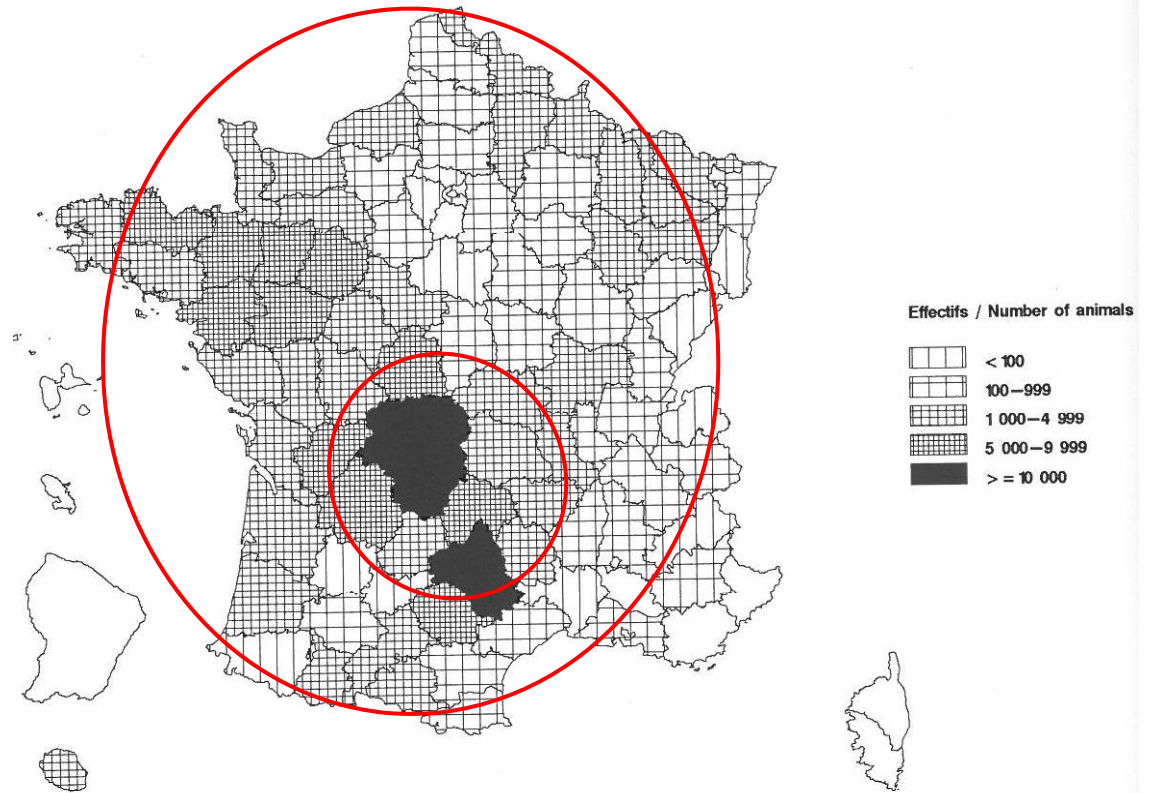 Effectifs / Number of animals
< 100
100–999
1 000–4 999
5 000–9 999
> = 10 000